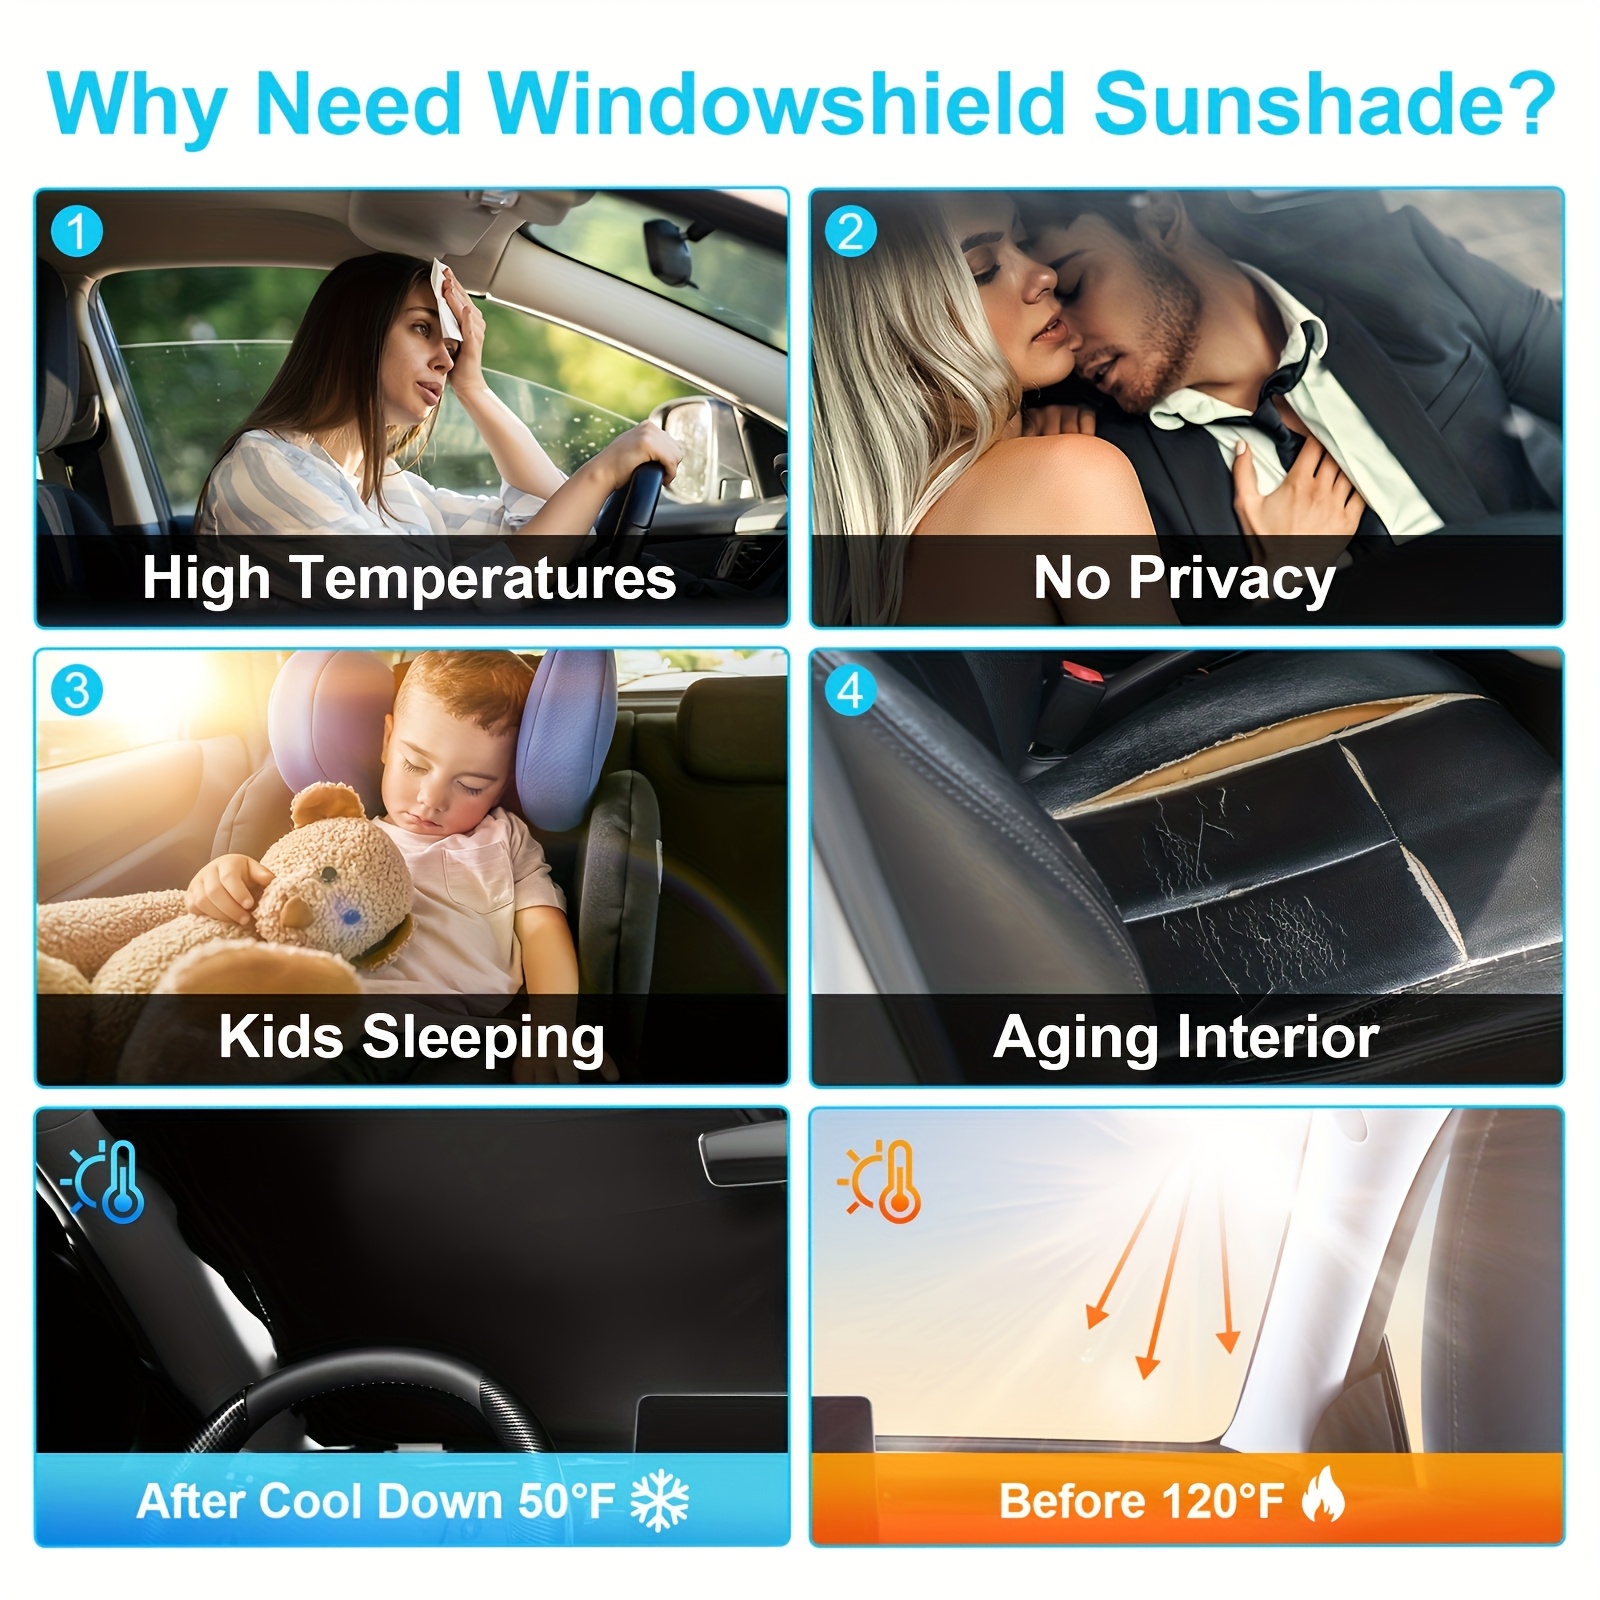 Why Need Windowshield Sunshade?
1
2
High Temperatures
No Privacy
3
4
Kids Sleeping
Aging Interior
After Cool Down 50°F
Before 120°F